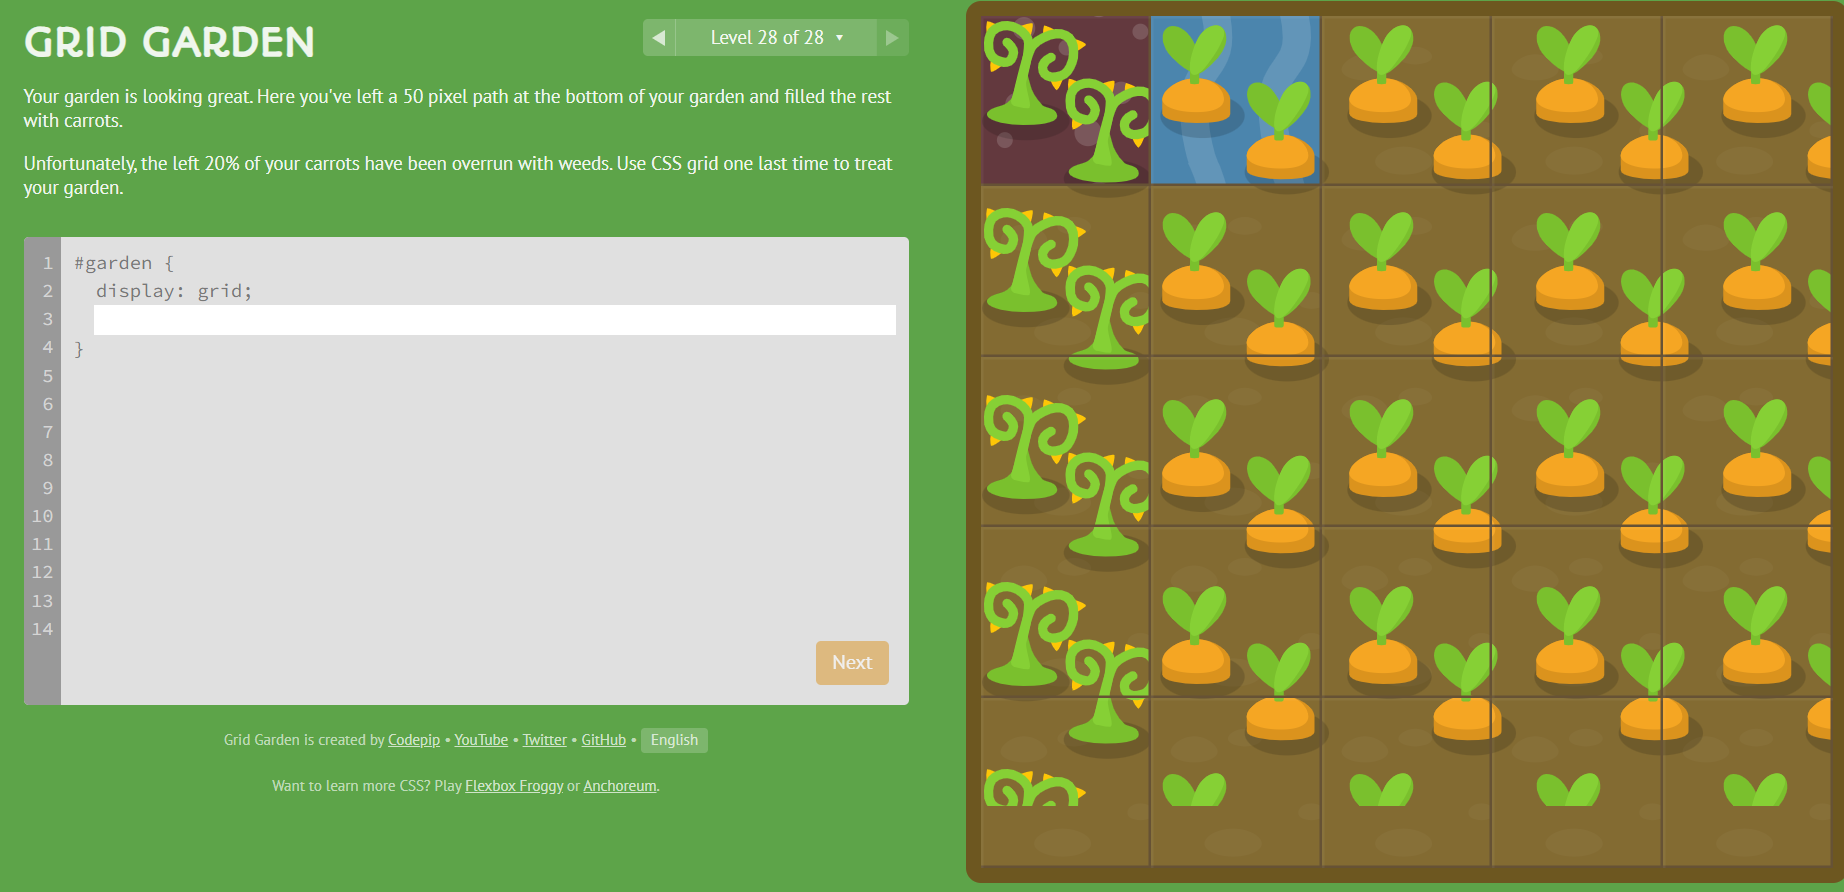 GRID GARDEN
◀ Level 28 of 28 ▼ ▶
Your garden is looking great. Here you've left a 50 pixel path at the bottom of your garden and filled the rest
with carrots.
Unfortunately, the left 20% of your carrots have been overrun with weeds. Use CSS grid one last time to treat
your garden.
1 #garden {
2 display: grid;
3
4 }
5
6
7
8
9
10
11
12
13
14
Next
Grid Garden is created by Codepip • YouTube • Twitter • GitHub • English
Want to learn more CSS? Play Flexbox Froggy or Anchoreum.